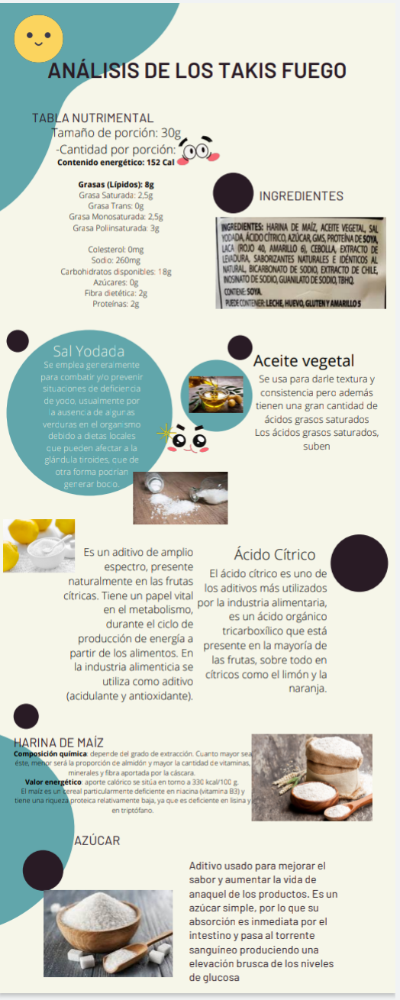 ANÁLISIS DE LOS TAKIS FUEGO
TABLA NUTRIMENTAL
Tamaño de porción: 30g
-Cantidad por porción:
Contenido energético: 152 Cal
Grasas (Lípidos): 8g
Grasa Saturada: 2,5g
Grasa Trans: 0g
Grasa Monosaturada: 2,5g
Grasa Poliinsaturada: 3g
Colesterol: 0mg
Sodio: 260mg
Carbohidratos disponibles: 18g
Azúcares: 0g
Fibra dietética: 2g
Proteínas: 2g
INGREDIENTES
INGREDIENTES: HARINA DE MAÍZ, ACEITE VEGETAL, SAL
YODADA, ÁCIDO CÍTRICO, AZÚCAR, GMS, PROTEÍNA DE SOYA,
LACA (ROJO 40, AMARILLO 6), CEBOLLA, EXTRACTO DE
LEVADURA, SABORIZANTES NATURALES E IDÉNTICOS AL
NATURAL, BICARBONATO DE SODIO, EXTRACTO DE CHILE,
INOSINATO DE SODIO, GUANILATO DE SODIO, TBHQ.
CONTIENE: SOYA.
PUEDE CONTENER: LECHE, HUEVO, GLUTEN Y AMARILLO 5
Sal Yodada
Se emplea generalmente
para combatir y/o prevenir
situaciones de deficiencia
de yodo, usualmente por
la ausencia de algunas
verduras en el organismo
debido a dietas locales
que pueden afectar a la
glándula tiroides, que de
otra forma podrían
generar bocio.
Aceite vegetal
Se usa para darle textura y
consistencia pero además
tienen una gran cantidad de
ácidos grasos saturados
Los ácidos grasos saturados,
suben
Es un aditivo de amplio
espectro, presente
naturalmente en las frutas
cítricas. Tiene un papel vital
en el metabolismo,
durante el ciclo de
producción de energía a
partir de los alimentos. En
la industria alimenticia se
utiliza como aditivo
(acidulante y antioxidante).
Ácido Cítrico
El ácido cítrico es uno de
los aditivos más utilizados
por la industria alimentaria,
es un ácido orgánico
tricarboxílico que está
presente en la mayoría de
las frutas, sobre todo en
cítricos como el limón y la
naranja.
HARINA DE MAÍZ
Composición química: depende del grado de extracción. Cuanto mayor sea
éste, menor será la proporción de almidón y mayor la cantidad de vitaminas,
minerales y fibra aportada por la cáscara.
Valor energético: aporte calórico se sitúa en torno a 330 kcal/100 g.
El maíz es un cereal particularmente deficiente en niacina (vitamina B3) y
tiene una riqueza proteica relativamente baja, ya que es deficiente en lisina y
en triptófano.
AZÚCAR
Aditivo usado para mejorar el
sabor y aumentar la vida de
anaquel de los productos. Es un
azúcar simple, por lo que su
absorción es inmediata por el
intestino y pasa al torrente
sanguíneo produciendo una
elevación brusca de los niveles
de glucosa